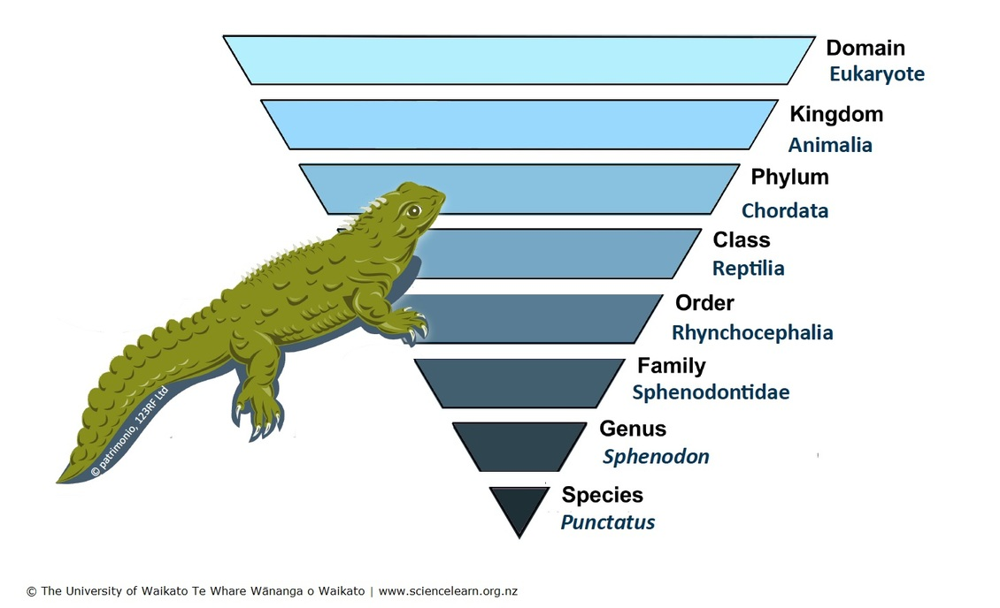 Domain
Eukaryote
Kingdom
Animalia
Phylum
Chordata
Class
Reptilia
Order
Rhynchocephalia
Family
Sphenodontidae
Genus
Sphenodon
Species
Punctatus
© patrimonio, 123RF Ltd
© The University of Waikato Te Whare Wānanga o Waikato | www.sciencelearn.org.nz